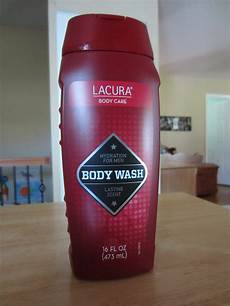 LACURA®
BODY CARE
HYDRATION
FOR MEN
BODY WASH
LASTING
SCENT
16 FL OZ
(473 mL)